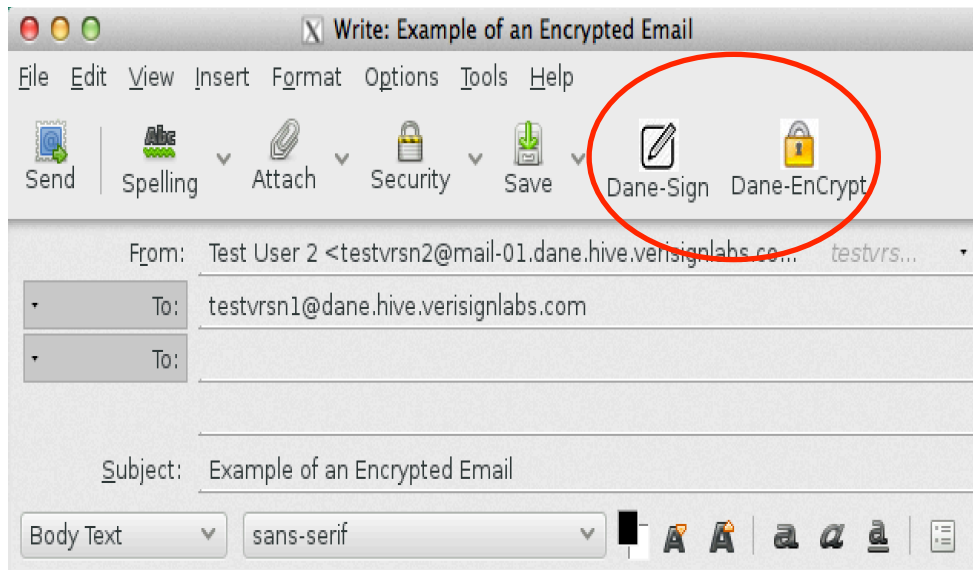 Write: Example of an Encrypted Email
File Edit View Insert Format Options Tools Help
Abc
Send Spelling Attach Security Save Dane-Sign Dane-EnCrypt
From: Test User 2 <testvrsn2@mail-01.dane.hive.verisignlabs.co... testvrs...
To: testvrsn1@dane.hive.verisignlabs.com
To:
Subject: Example of an Encrypted Email
Body Text sans-serif A A a a a